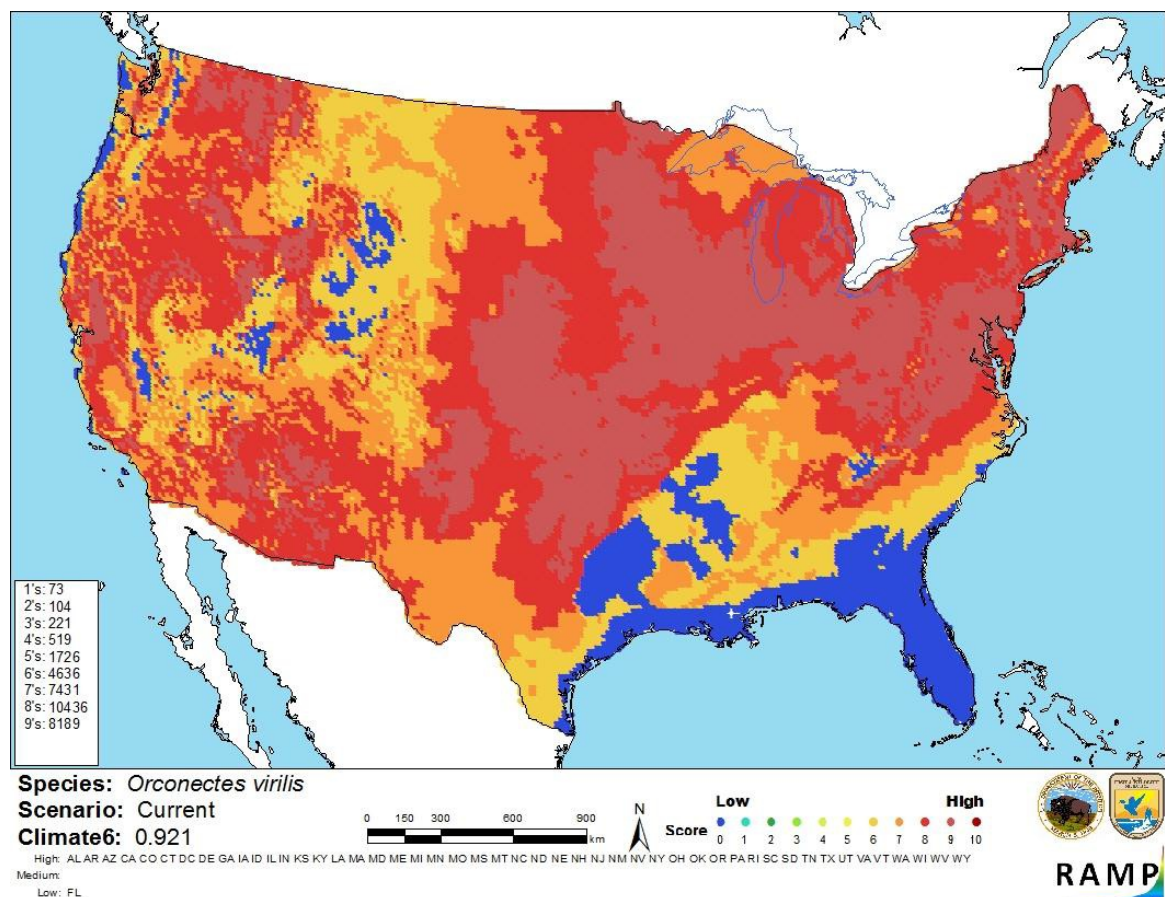 1's: 73
2's: 104
3's: 221
4's: 519
5's: 1726
6's: 4636
7's: 7431
8's: 10436
9's: 8189
Species: Orconectes virilis
Scenario: Current
Climate6: 0.921
0 150 300 600 900
km
N
Low High
Score 0 1 2 3 4 5 6 7 8 9 10
High: AL AR AZ CA CO CT DC DE GA IA ID IL IN KS KY LA MA MD ME MI MN MO MS MT NC ND NE NH NJ NM NV NY OH OK OR PA RI SC SD TN TX UT VA VT WA WI WV WY
Medium:
Low: FL
RAMP